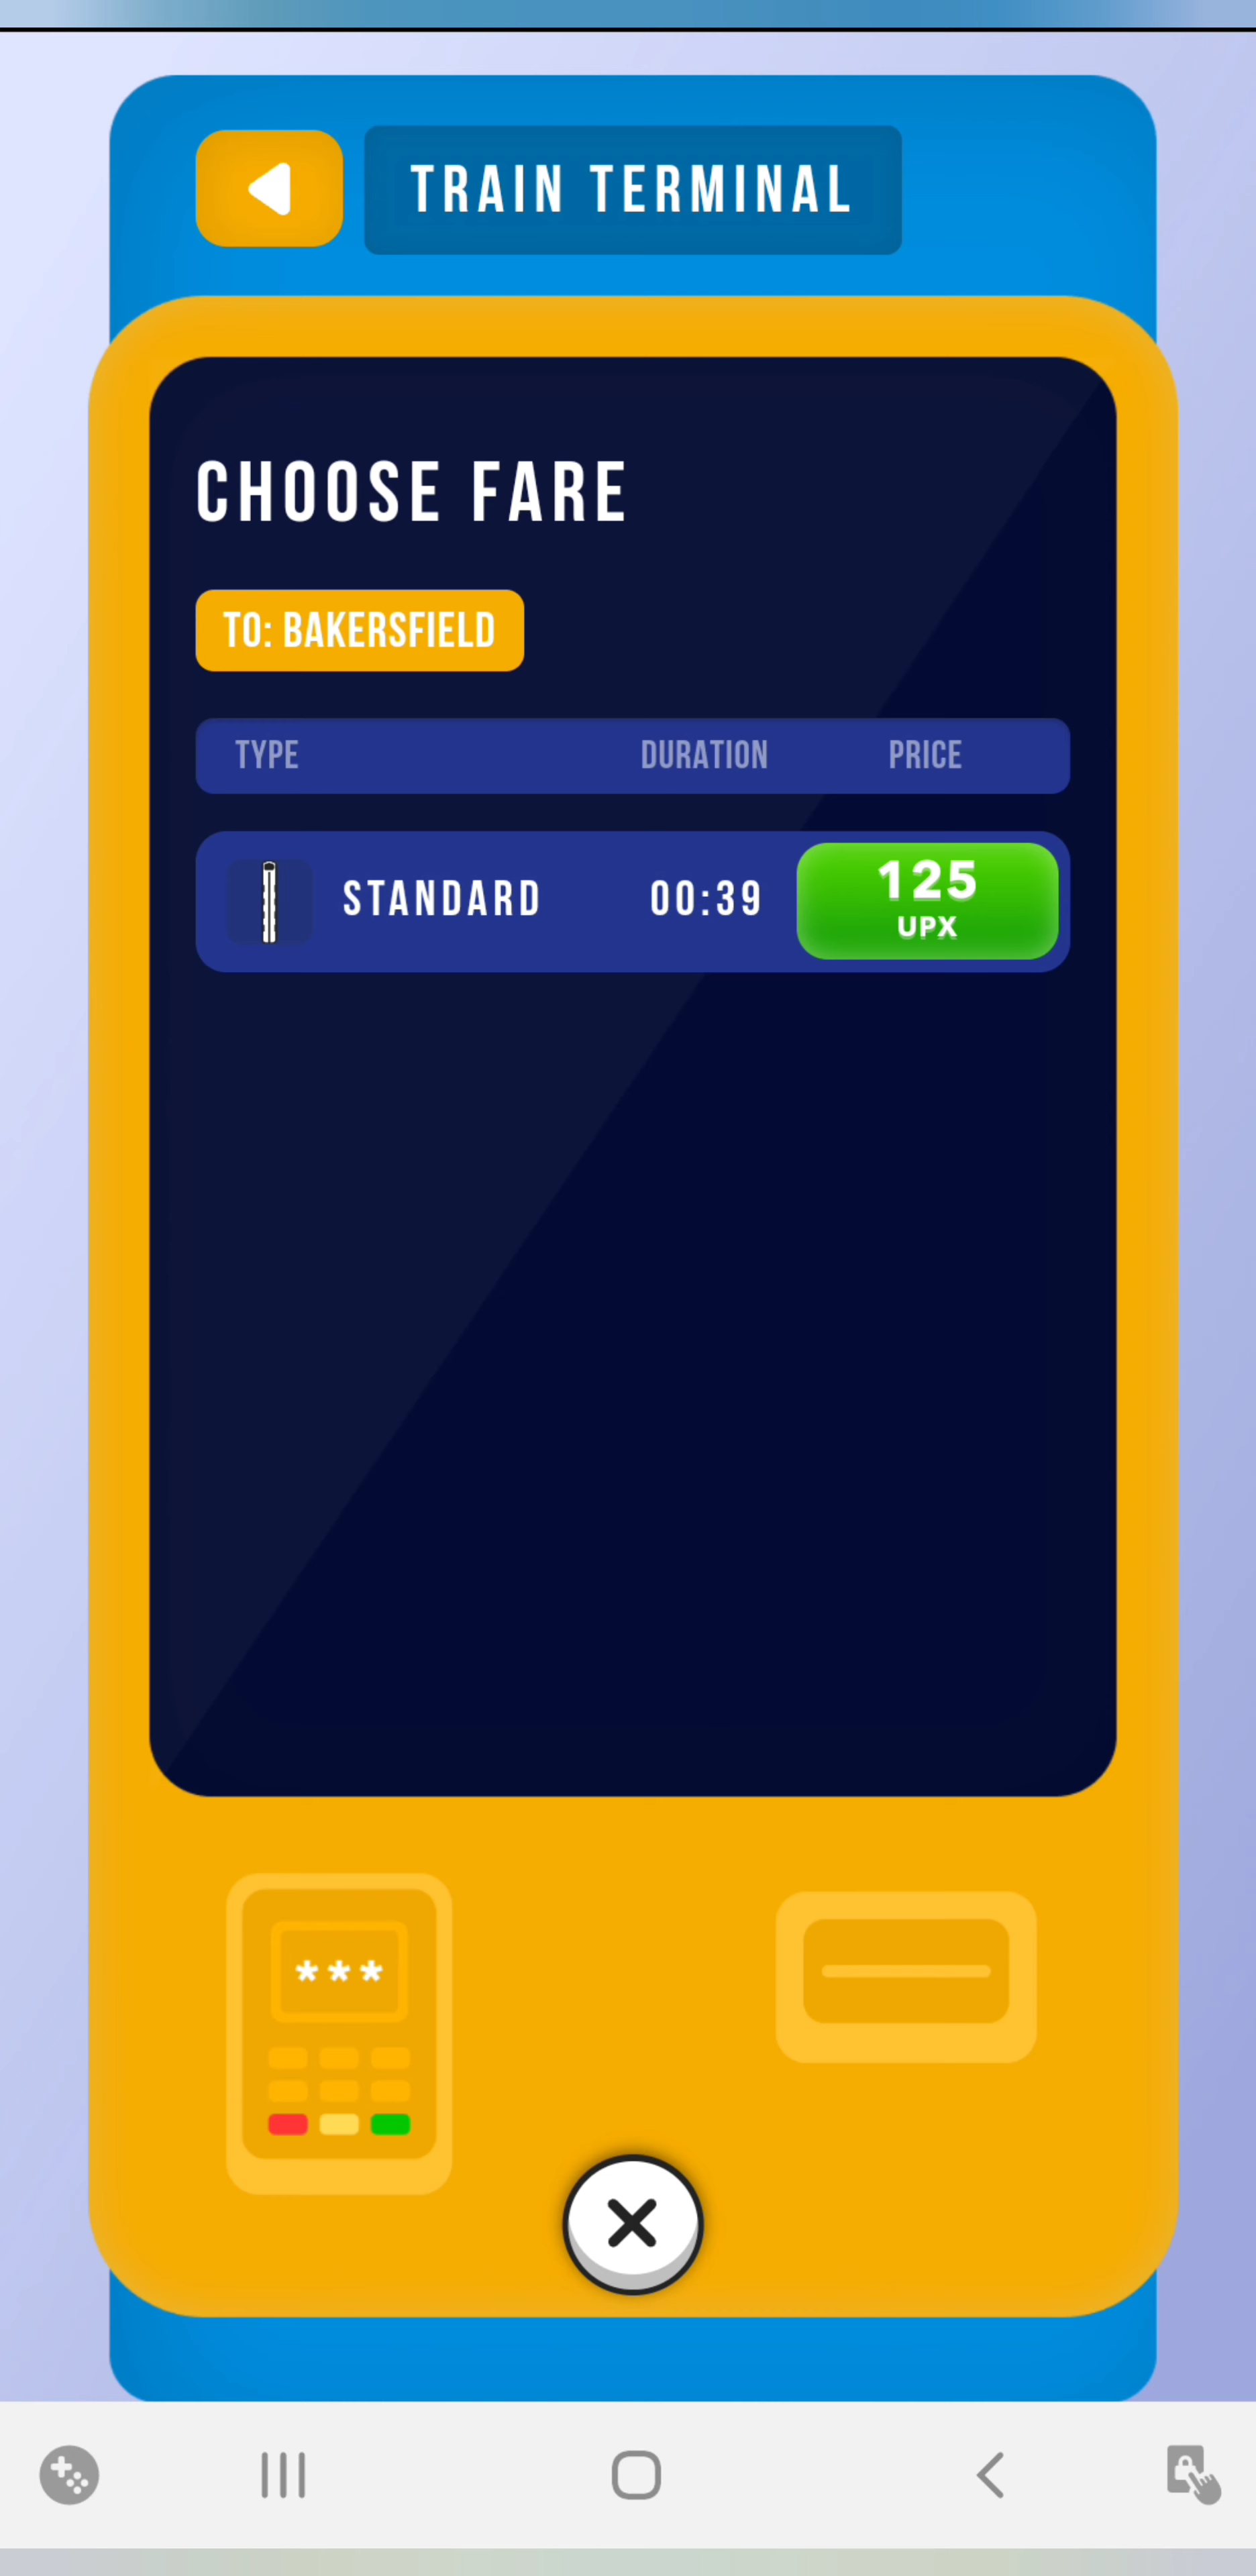 TRAIN TERMINAL
CHOOSE FARE
TO: BAKERSFIELD
TYPE DURATION PRICE
STANDARD 00:39 125 UPX
***